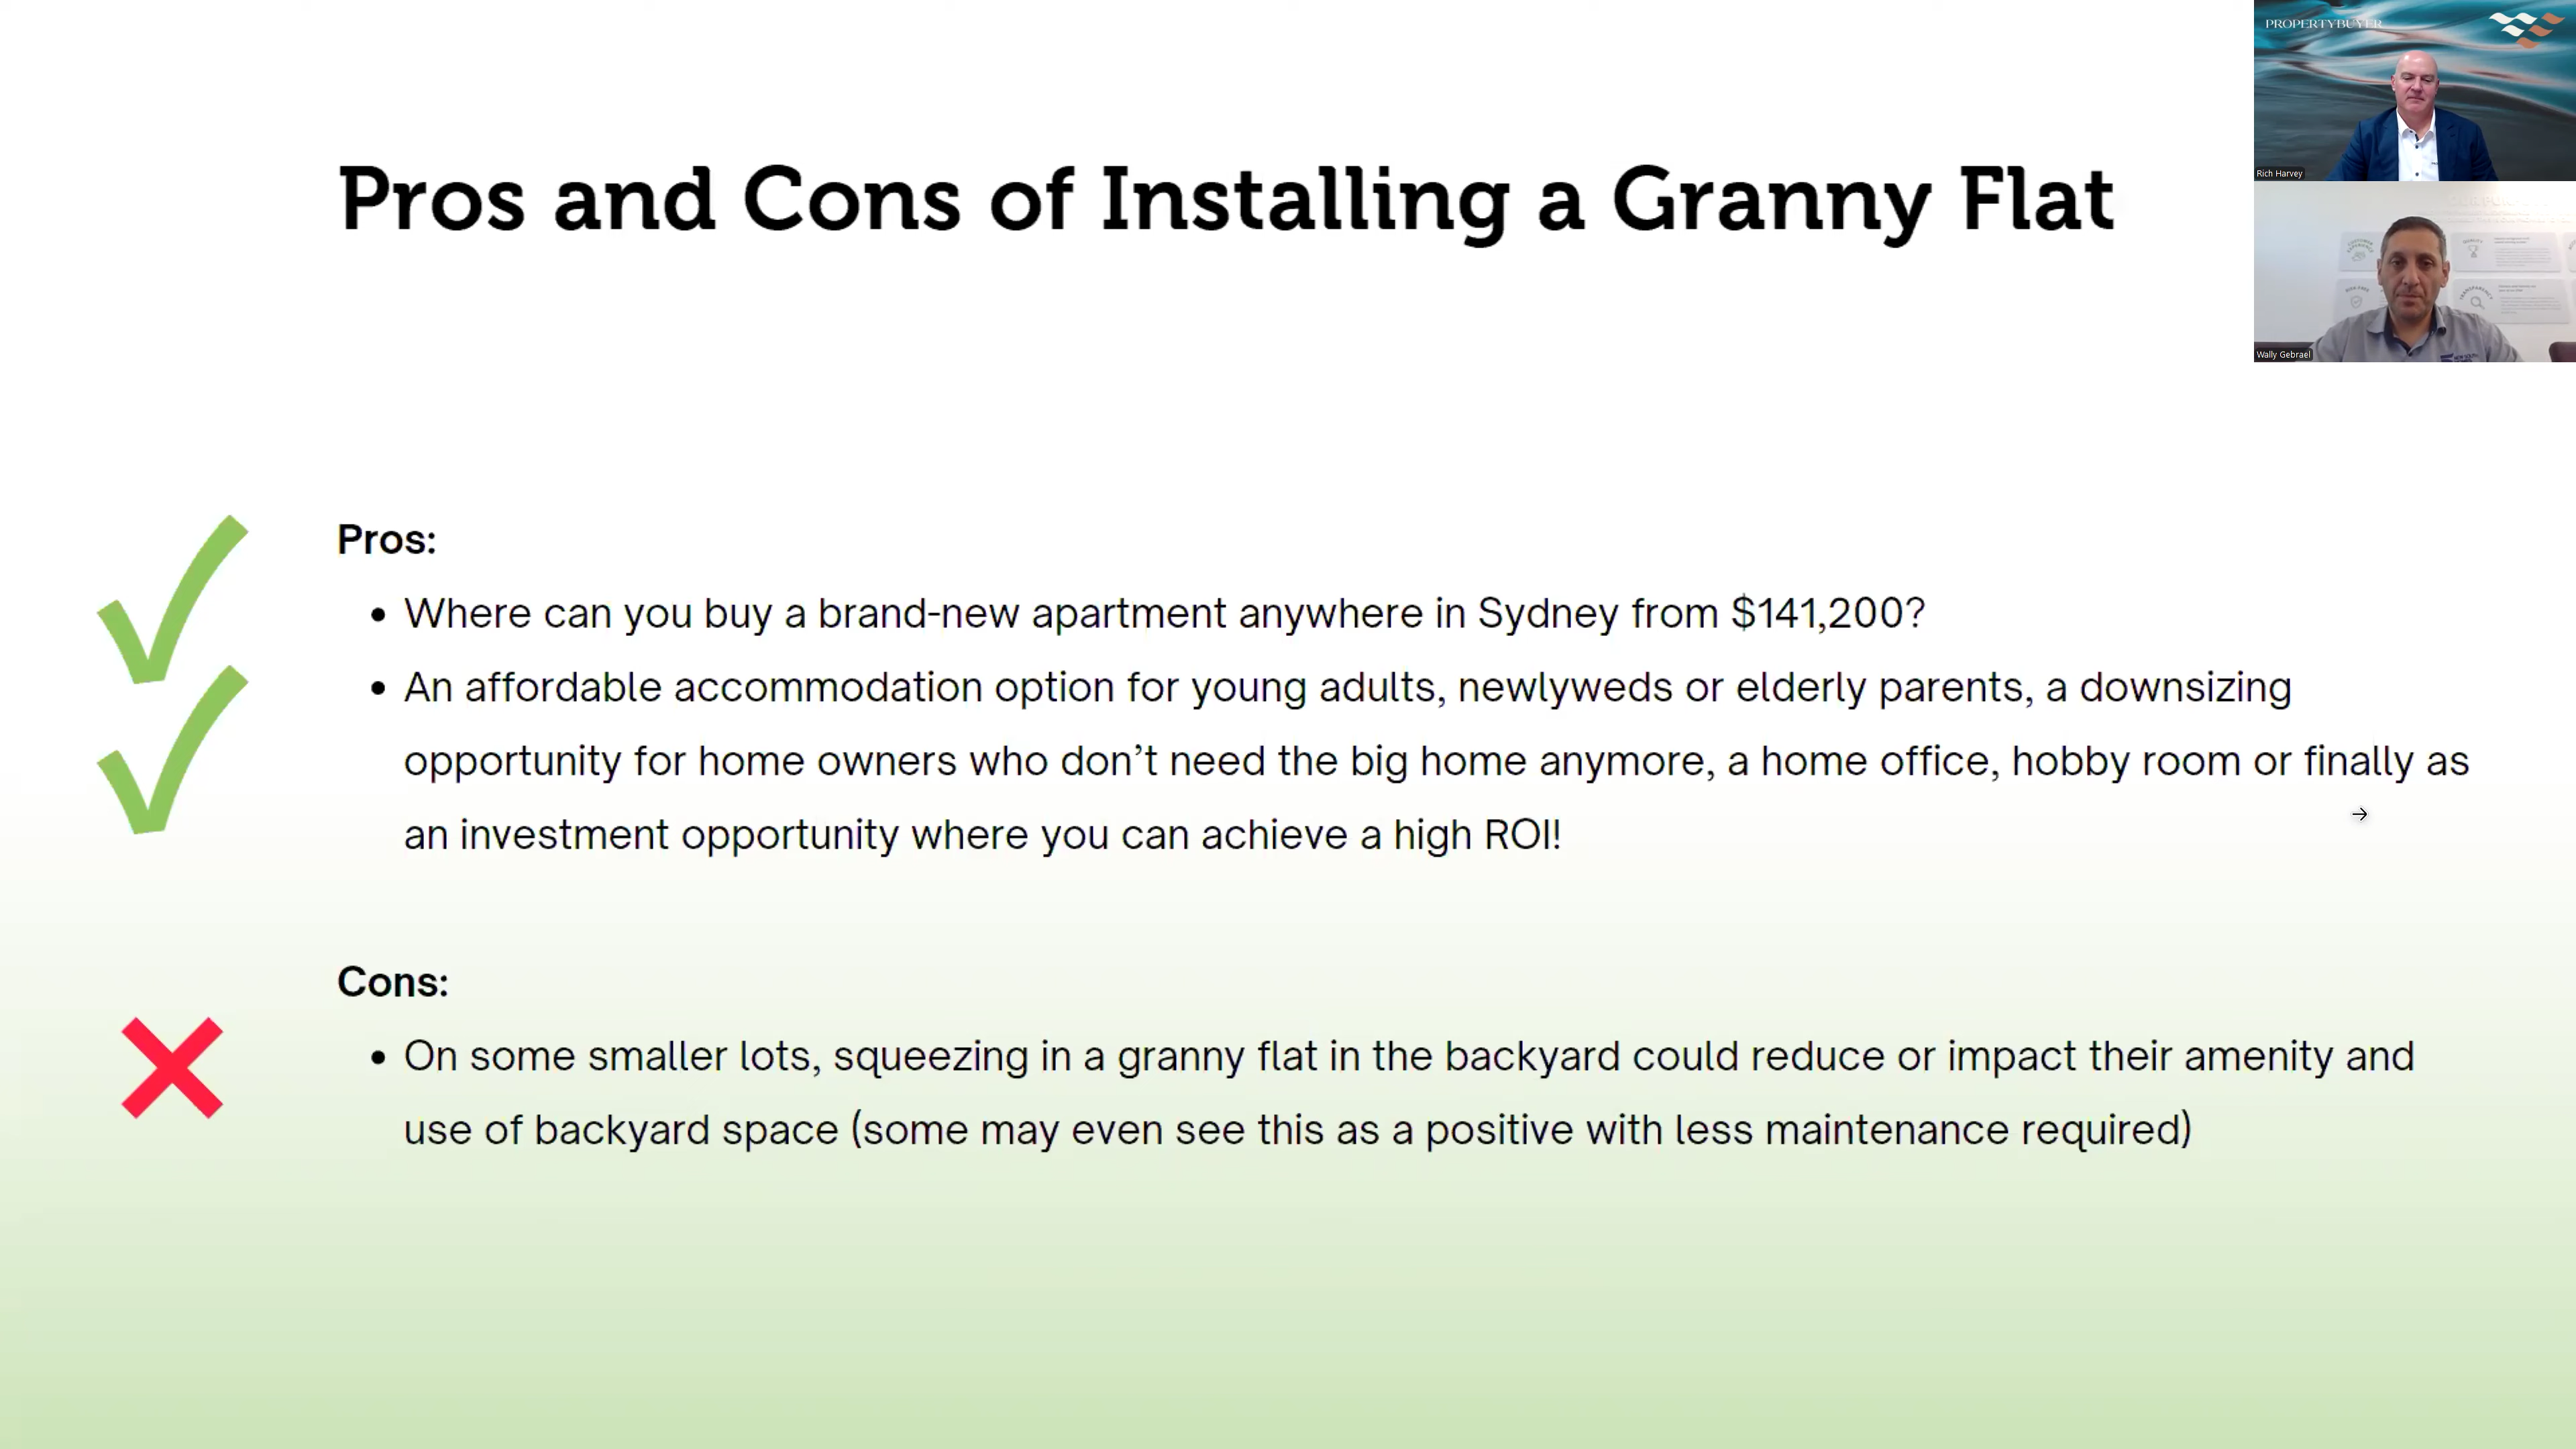 PROPERTYBUYER
Rich Harvey
Wally Gebrael
Pros and Cons of Installing a Granny Flat
Pros:
• Where can you buy a brand-new apartment anywhere in Sydney from $141,200?
• An affordable accommodation option for young adults, newlyweds or elderly parents, a downsizing
opportunity for home owners who don’t need the big home anymore, a home office, hobby room or finally as
an investment opportunity where you can achieve a high ROI!
Cons:
• On some smaller lots, squeezing in a granny flat in the backyard could reduce or impact their amenity and
use of backyard space (some may even see this as a positive with less maintenance required)